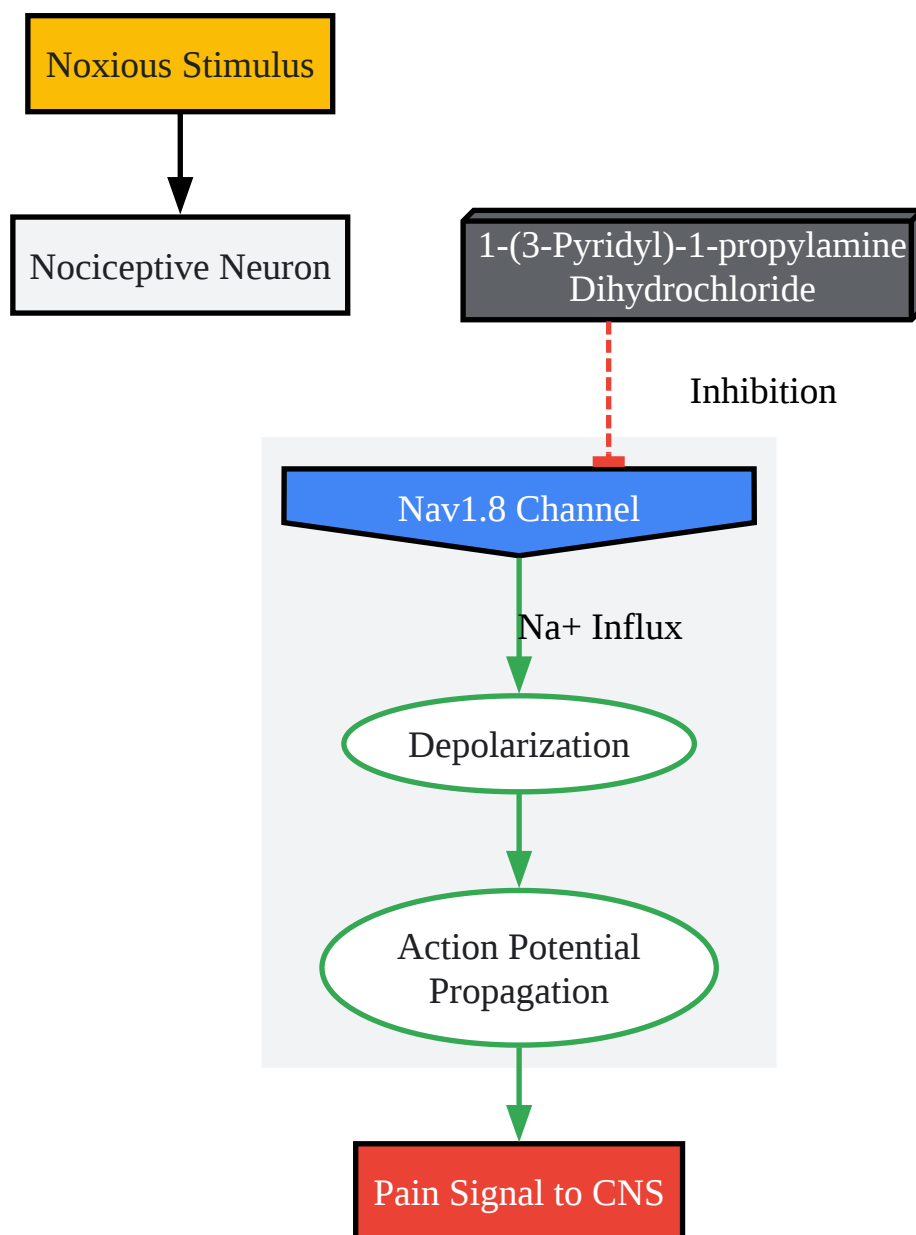 Noxious Stimulus
Nociceptive Neuron
1-(3-Pyridyl)-1-propylamine
Dihydrochloride
Inhibition
Nav1.8 Channel
Na+ Influx
Depolarization
Action Potential
Propagation
Pain Signal to CNS